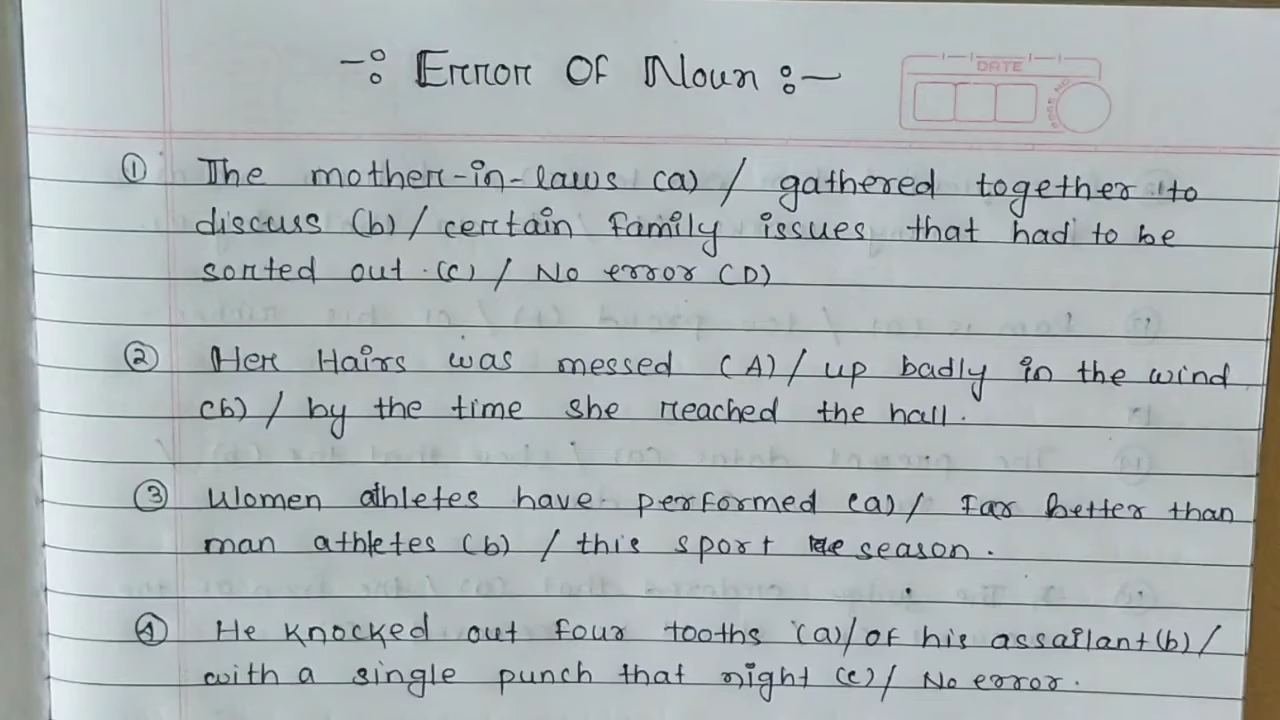 -: Error Of Noun :-
DATE
① The mother-in-laws (a) / gathered together to
discuss (b) / certain family issues that had to be
sorted out (c) / No error (D)
② Her Hairs was messed (A) / up badly in the wind
(b) / by the time she reached the hall.
③ Women athletes have performed (a) / far better than
man athletes (b) / this sport season.
④ He knocked out four tooths (a) / of his assailant (b) /
with a single punch that night (c) / No error.